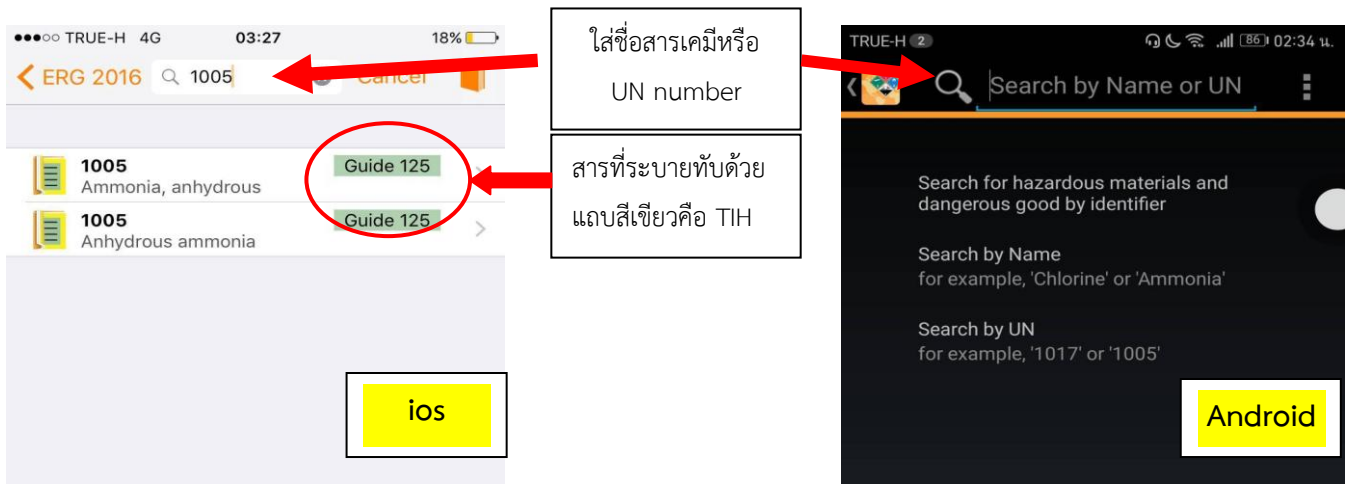 TRUE-H 4G 03:27 18%
ERG 2016 1005 Cancel
1005
Ammonia, anhydrous
Guide 125
1005
Anhydrous ammonia
Guide 125
ios
ใส่ชื่อสารเคมีหรือ
UN number
สารที่ระบายทับด้วย
แถบสีเขียวคือ TIH
TRUE-H 2 86 02:34 น.
Search by Name or UN
Search for hazardous materials and
dangerous good by identifier
Search by Name
for example, 'Chlorine' or 'Ammonia'
Search by UN
for example, '1017' or '1005'
Android